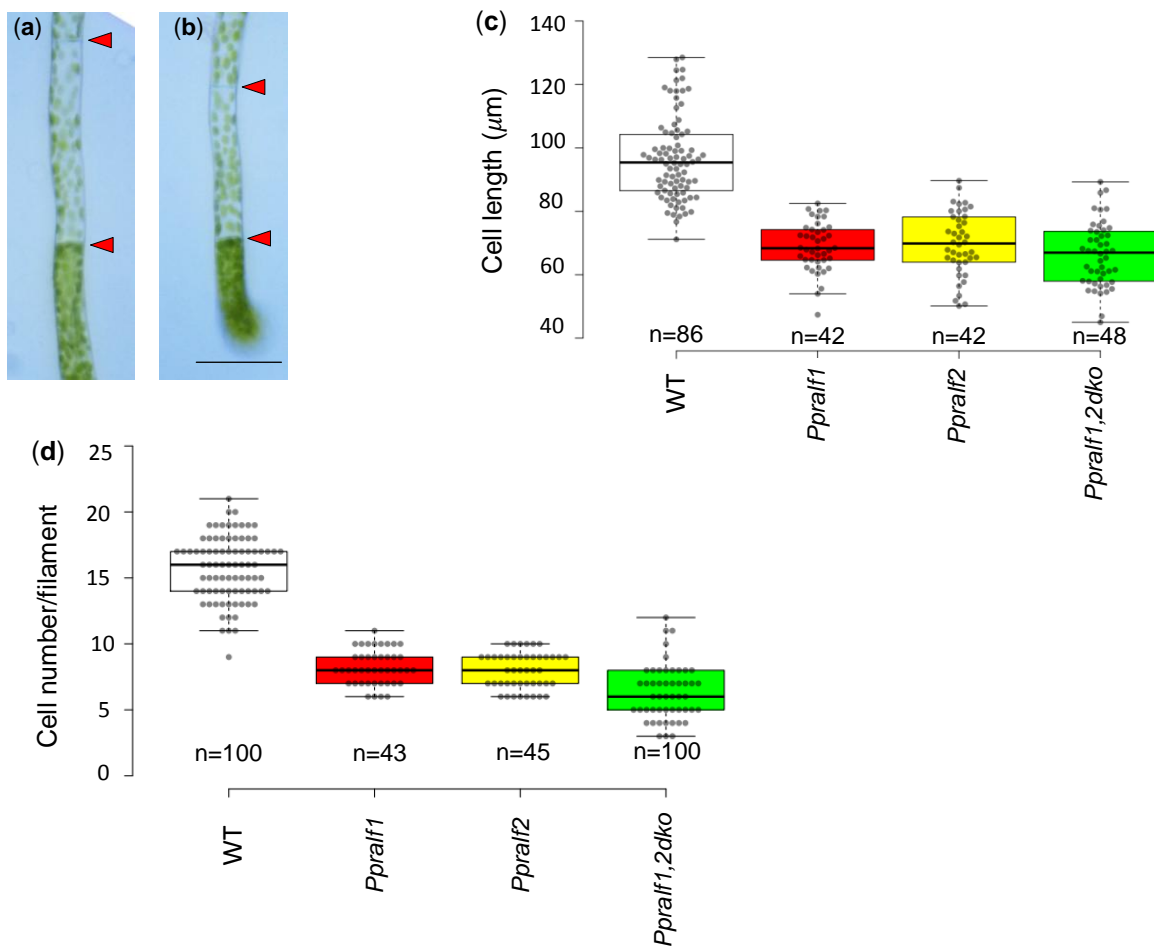 (a)
(b)
(c)
Cell length (μm)
140
120
100
80
60
40
n=86
n=42
n=42
n=48
WT
Ppralf1
Ppralf2
Ppralf1,2dko
(d)
Cell number/filament
25
20
15
10
5
0
n=100
n=43
n=45
n=100
WT
Ppralf1
Ppralf2
Ppralf1,2dko